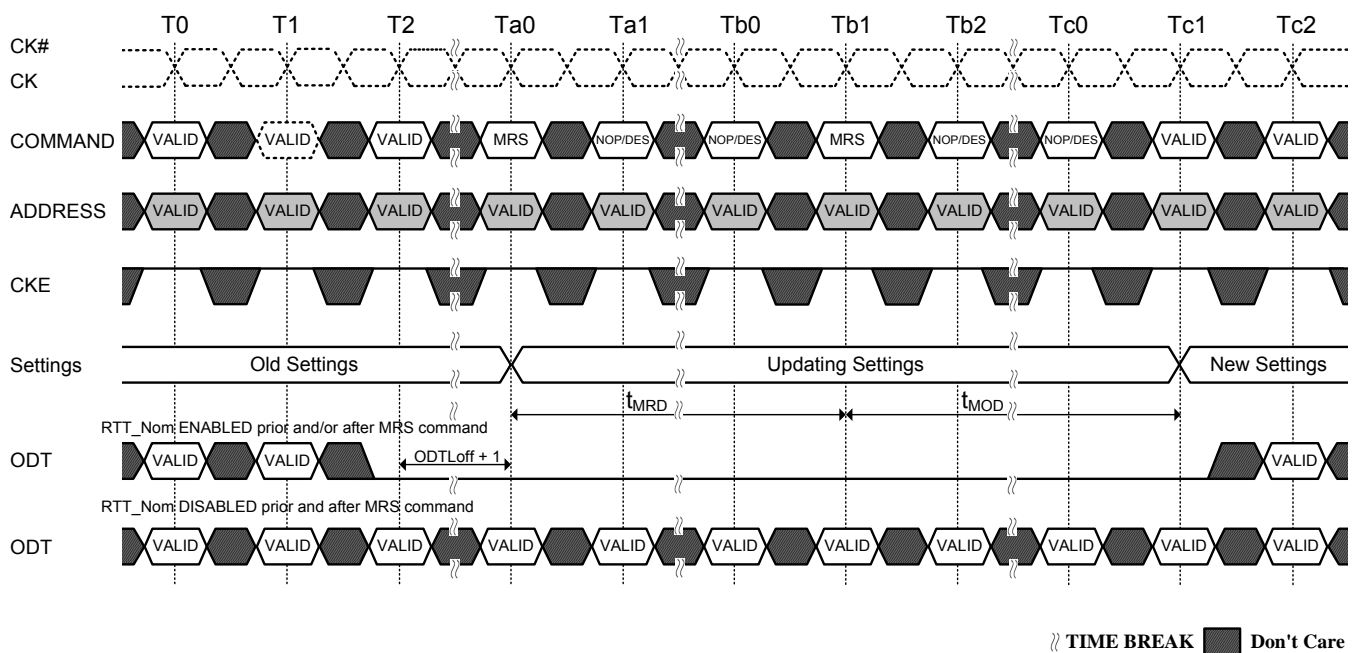 T0 T1 T2 Ta0 Ta1 Tb0 Tb1 Tb2 Tc0 Tc1 Tc2
CK#
CK
COMMAND VALID VALID VALID MRS NOP/DES NOP/DES MRS NOP/DES NOP/DES VALID VALID
ADDRESS VALID VALID VALID VALID VALID VALID VALID VALID VALID VALID VALID
CKE
Settings Old Settings Updating Settings New Settings
tMRD tMOD
RTT_Nom ENABLED prior and/or after MRS command
ODT VALID VALID ODTLoff + 1 VALID
RTT_Nom DISABLED prior and after MRS command
ODT VALID VALID VALID VALID VALID VALID VALID VALID VALID VALID VALID
TIME BREAK Don't Care